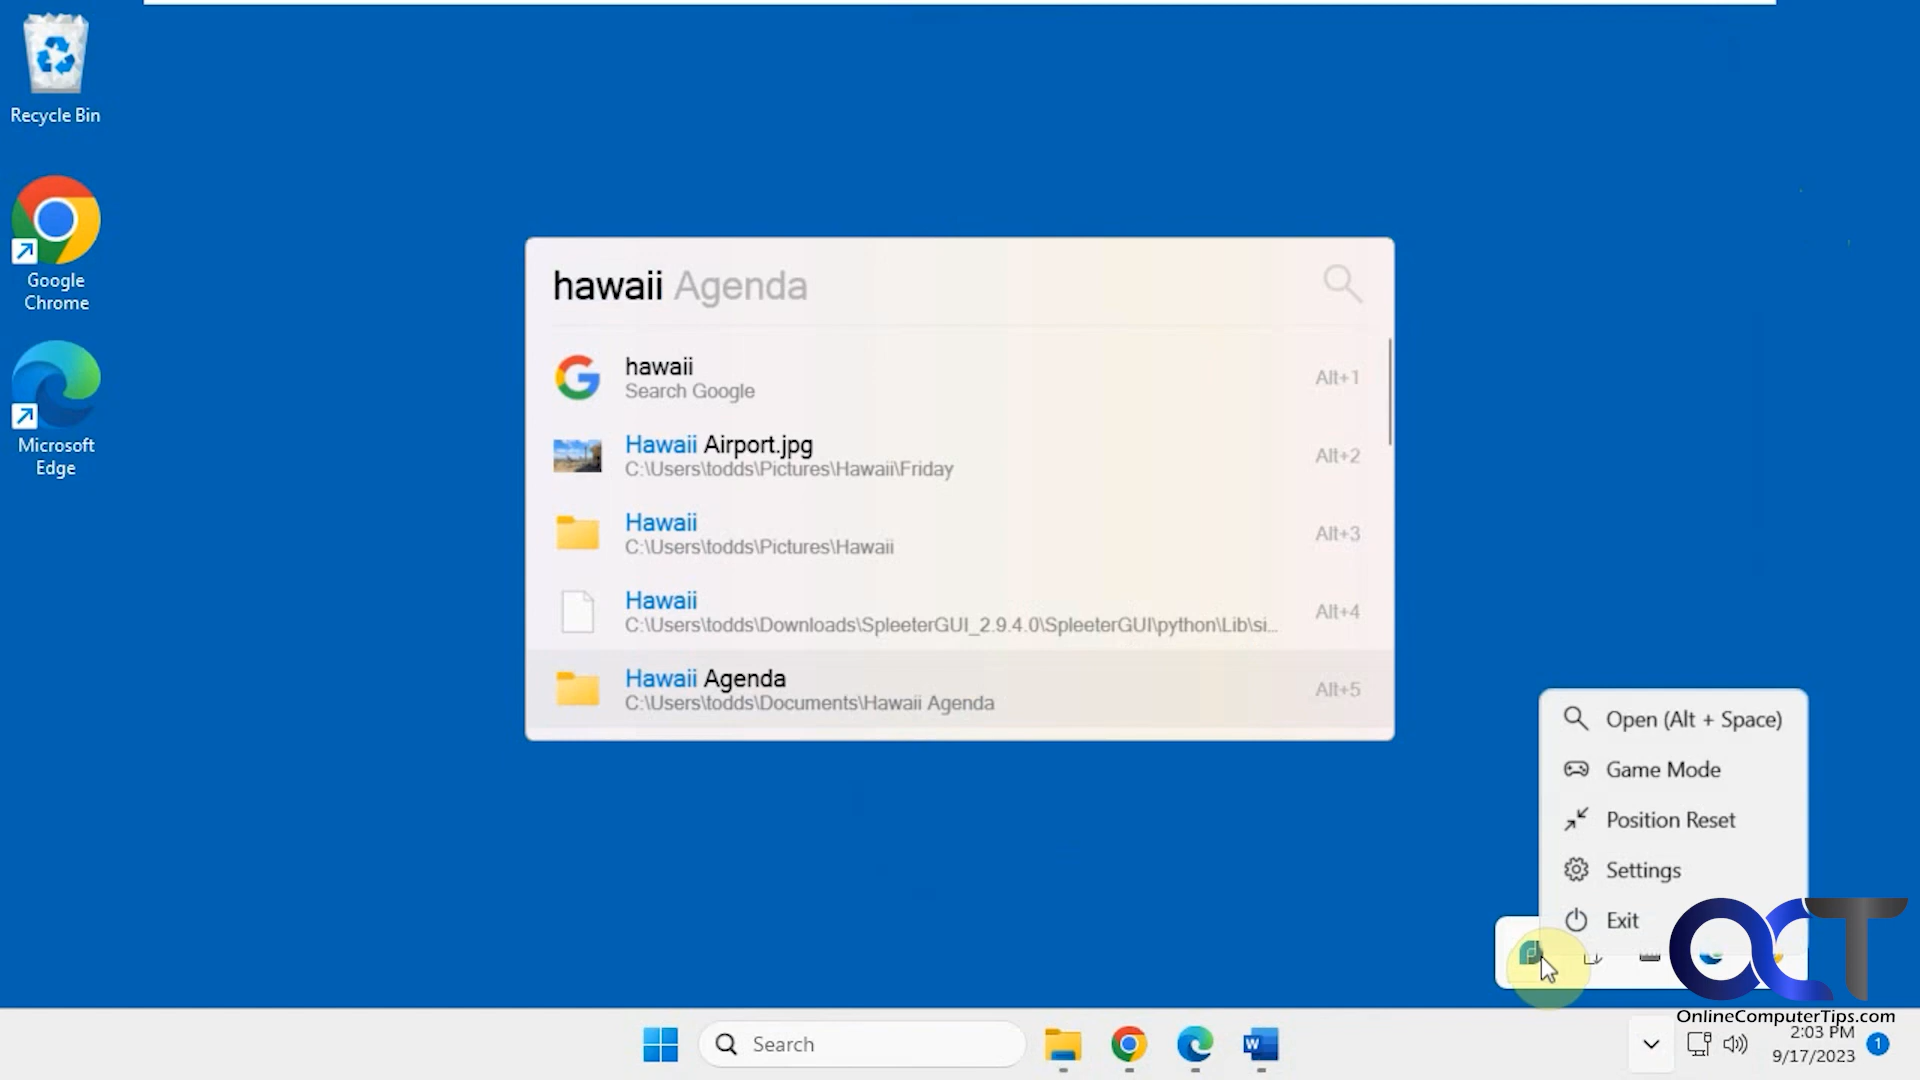 Recycle Bin
Google
Chrome
Microsoft
Edge
hawaii Agenda
hawaii
Search Google
Alt+1
Hawaii Airport.jpg
C:\Users\todds\Pictures\Hawaii\Friday
Alt+2
Hawaii
C:\Users\todds\Pictures\Hawaii
Alt+3
Hawaii
C:\Users\todds\Downloads\SpleeterGUI_2.9.4.0\SpleeterGUI\python\Lib\si...
Alt+4
Hawaii Agenda
C:\Users\todds\Documents\Hawaii Agenda
Alt+5
Open (Alt + Space)
Game Mode
Position Reset
Settings
Exit
OCT
OnlineComputerTips.com
Search
W
2:03 PM
9/17/2023
1